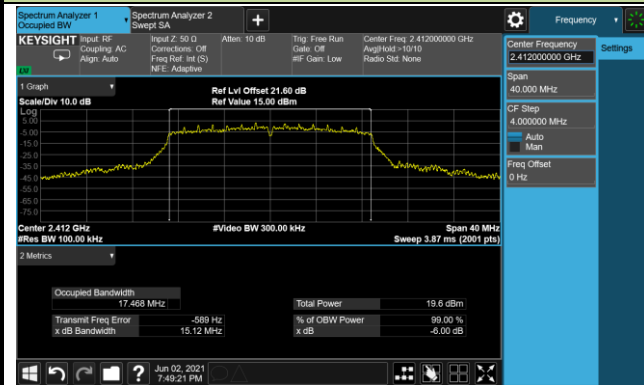 Spectrum Analyzer 1
Occupied BW
Spectrum Analyzer 2
Swept SA
Frequency
KEYSIGHT
Input: RF
Coupling: AC
Align: Auto
Input Z: 50 Ω
Corrections: Off
Freq Ref: Int (S)
NFE: Adaptive
Atten: 10 dB
Trig: Free Run
Gate: Off
#IF Gain: Low
Center Freq: 2.412000000 GHz
Avg|Hold:>10/10
Radio Std: None
Center Frequency
2.412000000 GHz
Settings
Span
40.000 MHz
CF Step
4.000000 MHz
Auto
Man
Freq Offset
0 Hz
1 Graph
Scale/Div 10.0 dB
Ref Lvl Offset 21.60 dB
Ref Value 15.00 dBm
Log
5.00
-5.00
-15.0
-25.0
-35.0
-45.0
-55.0
-65.0
-75.0
Center 2.412 GHz
#Res BW 100.00 kHz
#Video BW 300.00 kHz
Span 40 MHz
Sweep 3.87 ms (2001 pts)
2 Metrics
Occupied Bandwidth
17.468 MHz
Total Power 19.6 dBm
Transmit Freq Error -589 Hz
% of OBW Power 99.00 %
x dB Bandwidth 15.12 MHz
x dB -6.00 dB
Jun 02, 2021
7:49:21 PM